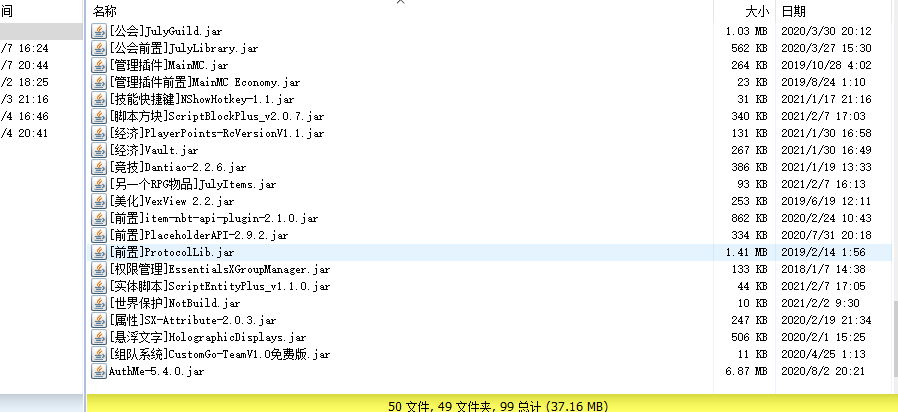 间 名称 大小 日期
[公会]JulyGuild.jar 1.03 MB 2020/3/30 20:12
/7 16:24 [公会前置]JulyLibrary.jar 562 KB 2020/3/27 15:30
/7 20:44 [管理插件]MainMC.jar 264 KB 2019/10/28 4:02
/2 18:25 [管理插件前置]MainMC Economy.jar 23 KB 2019/8/24 1:10
/3 21:16 [技能快捷键]NShowHotkey-1.1.jar 31 KB 2021/1/17 21:16
/4 16:46 [脚本方块]ScriptBlockPlus_v2.0.7.jar 340 KB 2021/2/7 17:03
/4 20:41 [经济]PlayerPoints-RcVersionV1.1.jar 131 KB 2021/1/30 16:58
[经济]Vault.jar 267 KB 2021/1/30 16:49
[竞技]Dantiao-2.2.6.jar 386 KB 2021/1/19 13:33
[另一个RPG物品]JulyItems.jar 93 KB 2021/2/7 16:13
[美化]VexView 2.2.jar 253 KB 2019/6/19 12:11
[前置]item-nbt-api-plugin-2.1.0.jar 862 KB 2020/2/24 10:43
[前置]PlaceholderAPI-2.9.2.jar 334 KB 2020/7/31 20:18
[前置]ProtocolLib.jar 1.41 MB 2019/2/14 1:56
[权限管理]EssentialsXGroupManager.jar 133 KB 2018/1/7 14:38
[实体脚本]ScriptEntityPlus_v1.1.0.jar 44 KB 2021/2/7 17:05
[世界保护]NotBuild.jar 10 KB 2021/2/2 9:30
[属性]SX-Attribute-2.0.3.jar 247 KB 2020/2/19 21:34
[悬浮文字]HolographicDisplays.jar 506 KB 2020/2/1 15:25
[组队系统]CustomGo-TeamV1.0免费版.jar 11 KB 2020/4/25 1:13
AuthMe-5.4.0.jar 6.87 MB 2020/8/2 20:21
50 文件, 49 文件夹, 99 总计 (37.16 MB)